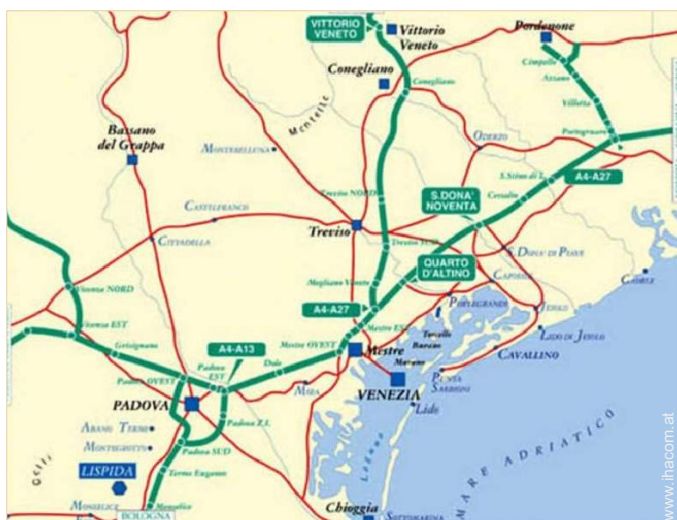 VITTORIO
VENETO
Vittorio
Veneto
Pordenone
Cimpello
Azzano
Villotta
Portogruaro
Conegliano
Conegliano
Bassano
del Grappa
MONTEBELLUNA
ODERZO
S.Stino di L.
A4-A27
Cessalto
Treviso NORD
S.DONA'
NOVENTA
CASTELFRANCO
Treviso
CITTADELLA
Treviso SUD
S. DONA' DI PIAVE
QUARTO
D'ALTINO
CAORLE
Vicenza NORD
Mogliano Veneto
PORTEGRANDI
JESOLO
A4-A27
Vicenza EST
Mestre EST
Torcello
Burano
LIDO DI JESOLO
Grisignano
A4-A13
Mestre OVEST
Mestre
Murano
CAVALLINO
Padova
EST
Dolo
Padova OVEST
MIRA
VENEZIA
PUNTA
SABBIONI
PADOVA
Lido
ABANO TERME
Padova Z.I.
MONTEGROTTO
Padova SUD
LISPIDA
Terme Euganee
MARE ADRIATICO
MONSELICE
Monselice
BOLOGNA
Chioggia
SOTTOMARINA
www.ihacom.at